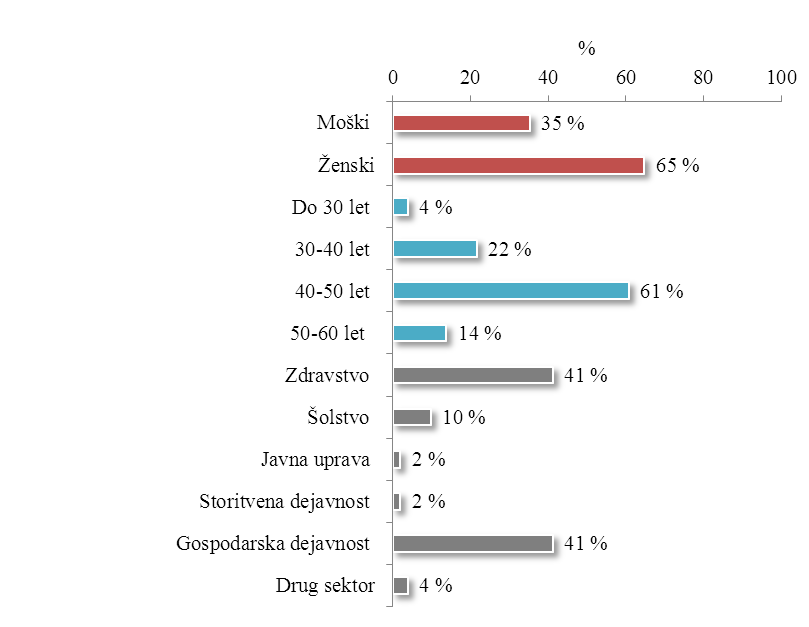 %
0 20 40 60 80 100
Moški 35 %
Ženski 65 %
Do 30 let 4 %
30-40 let 22 %
40-50 let 61 %
50-60 let 14 %
Zdravstvo 41 %
Šolstvo 10 %
Javna uprava 2 %
Storitvena dejavnost 2 %
Gospodarska dejavnost 41 %
Drug sektor 4 %